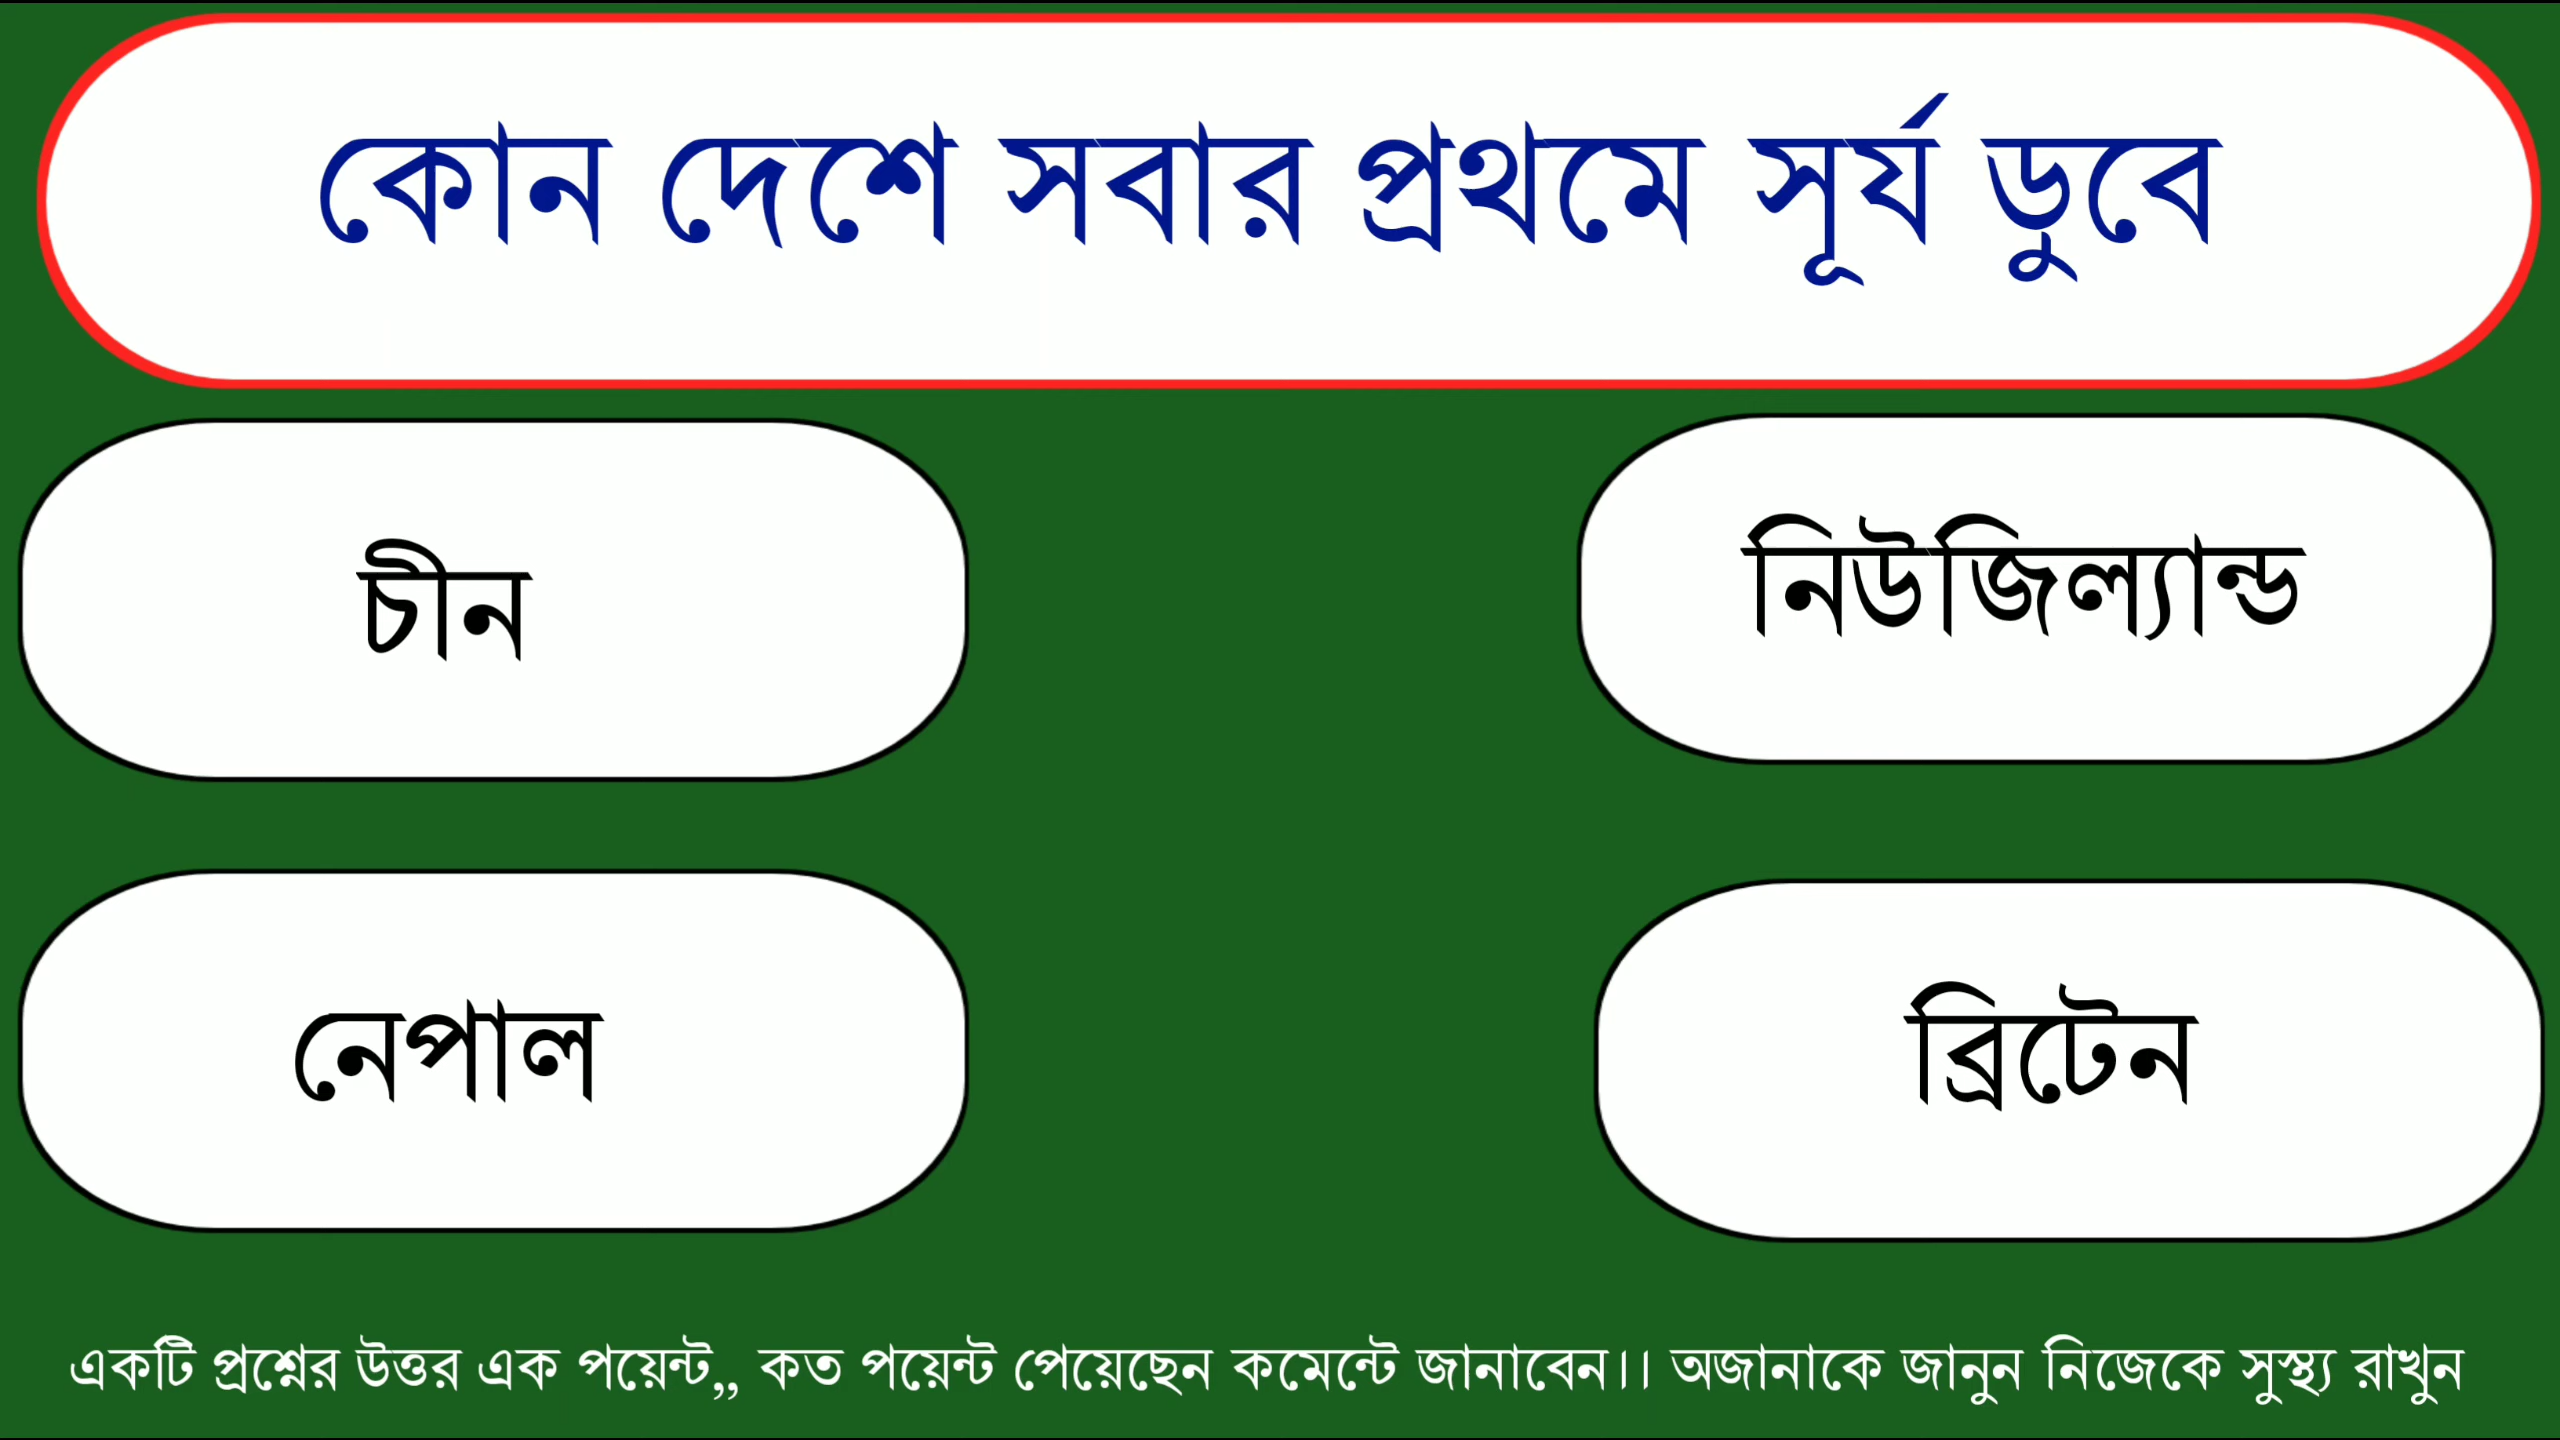 কোন দেশে সবার প্রথমে সূর্য ডুবে
চীন
নিউজিল্যান্ড
নেপাল
ব্রিটেন
একটি প্রশ্নের উত্তর এক পয়েন্ট,, কত পয়েন্ট পেয়েছেন কমেন্টে জানাবেন।। অজানাকে জানুন নিজেকে সুস্থ্য রাখুন